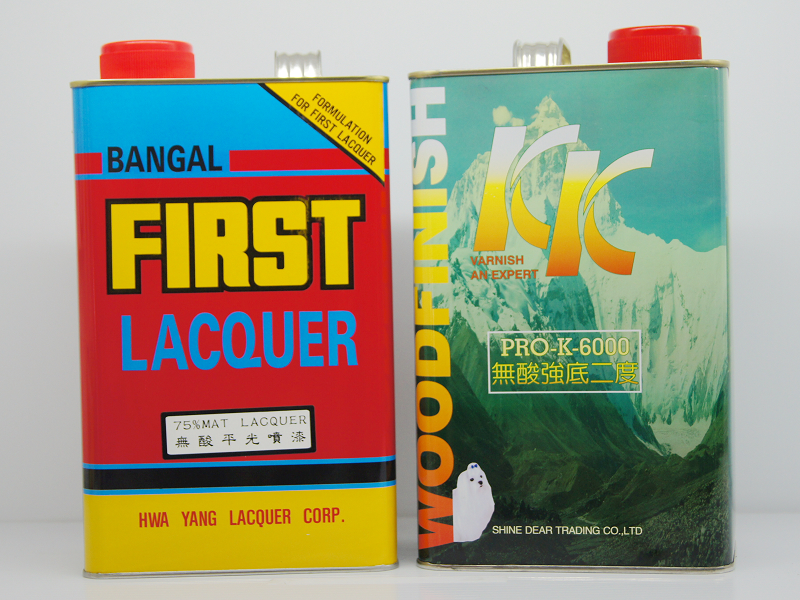 FORMULATION
FOR FIRST LACQUER
BANGAL
FIRST
LACQUER
75%MAT LACQUER
無酸平光噴漆
HWA YANG LACQUER CORP.
WOODFINISH
KK
VARNISH
AN EXPERT
PRO-K-6000
無酸強底二度
SHINE DEAR TRADING CO.,LTD